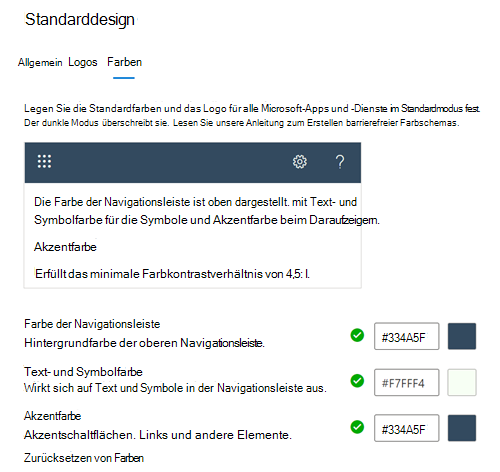 Standarddesign
Allgemein Logos Farben
Legen Sie die Standardfarben und das Logo für alle Microsoft-Apps und -Dienste im Standardmodus fest.
Der dunkle Modus überschreibt sie. Lesen Sie unsere Anleitung zum Erstellen barrierefreier Farbschemas.
?
Die Farbe der Navigationsleiste ist oben dargestellt. mit Text- und
Symbolfarbe für die Symbole und Akzentfarbe beim Daraufzeigern.
Akzentfarbe
Erfüllt das minimale Farbkontrastverhältnis von 4,5: l.
Farbe der Navigationsleiste
Hintergrundfarbe der oberen Navigationsleiste.
#334A5F
Text- und Symbolfarbe
Wirkt sich auf Text und Symbole in der Navigationsleiste aus.
#F7FFF4
Akzentfarbe
Akzentschaltflächen. Links und andere Elemente.
#334A5F
Zurücksetzen von Farben